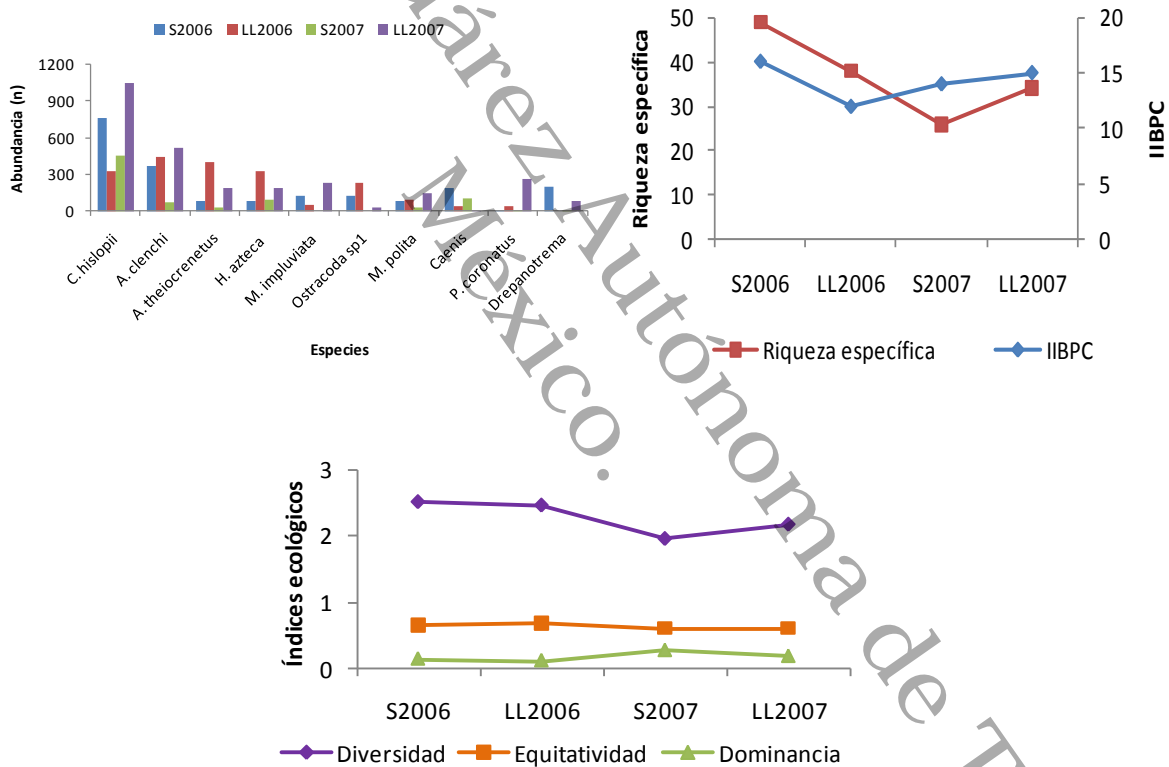 S2006 LL2006 S2007 LL2007
Abundancia (n)
1200
900
600
300
0
C. hislopii
A. clenchi
A. theiocrenetus
H. azteca
M. impluviata
Ostracoda sp1
M. polita
Caenis
P. coronatus
Drepanotrema
Especies
Riqueza específica
50
40
30
20
10
0
20
15
10
5
0
IIBPC
S2006 LL2006 S2007 LL2007
Riqueza específica IIBPC
Índices ecológicos
3
2
1
0
S2006 LL2006 S2007 LL2007
Diversidad Equitatividad Dominancia
Autónoma de
México.